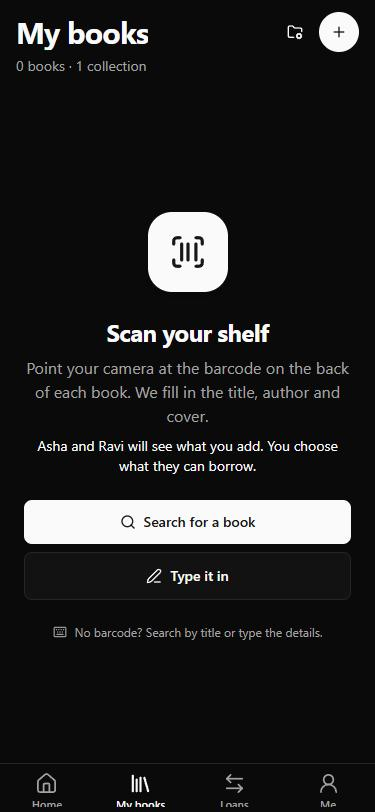 My books
0 books · 1 collection
Scan your shelf
Point your camera at the barcode on the back
of each book. We fill in the title, author and
cover.
Asha and Ravi will see what you add. You choose
what they can borrow.
Search for a book
Type it in
No barcode? Search by title or type the details.
Home My books Loans Me